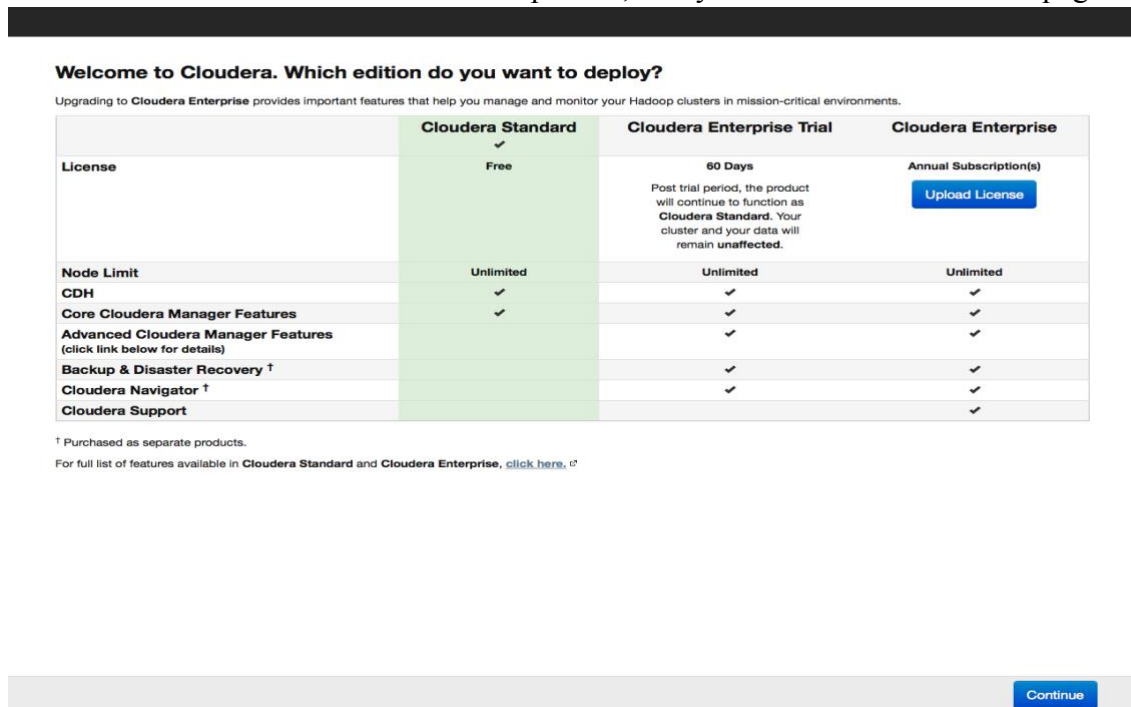 Welcome to Cloudera. Which edition do you want to deploy?
Upgrading to Cloudera Enterprise provides important features that help you manage and monitor your Hadoop clusters in mission-critical environments.
Cloudera Standard Cloudera Enterprise Trial Cloudera Enterprise
✓
License Free 60 Days Annual Subscription(s)
Post trial period, the product
will continue to function as
Cloudera Standard. Your
cluster and your data will
remain unaffected.
Upload License
Node Limit Unlimited Unlimited Unlimited
CDH ✓ ✓ ✓
Core Cloudera Manager Features ✓ ✓ ✓
Advanced Cloudera Manager Features ✓ ✓
(click link below for details)
Backup & Disaster Recovery † ✓ ✓
Cloudera Navigator † ✓ ✓
Cloudera Support ✓
† Purchased as separate products.
For full list of features available in Cloudera Standard and Cloudera Enterprise, click here.
Continue